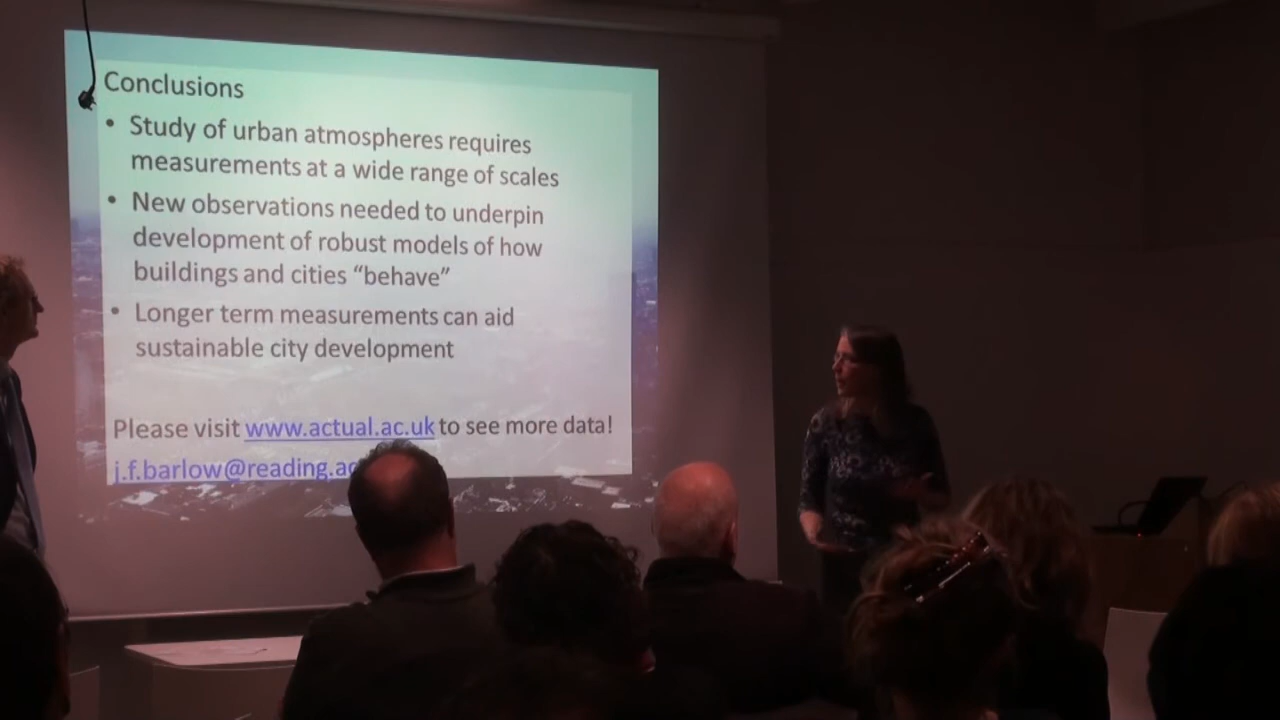 Conclusions
• Study of urban atmospheres requires
measurements at a wide range of scales
• New observations needed to underpin
development of robust models of how
buildings and cities “behave”
• Longer term measurements can aid
sustainable city development
Please visit www.actual.ac.uk to see more data!
j.f.barlow@reading.ac